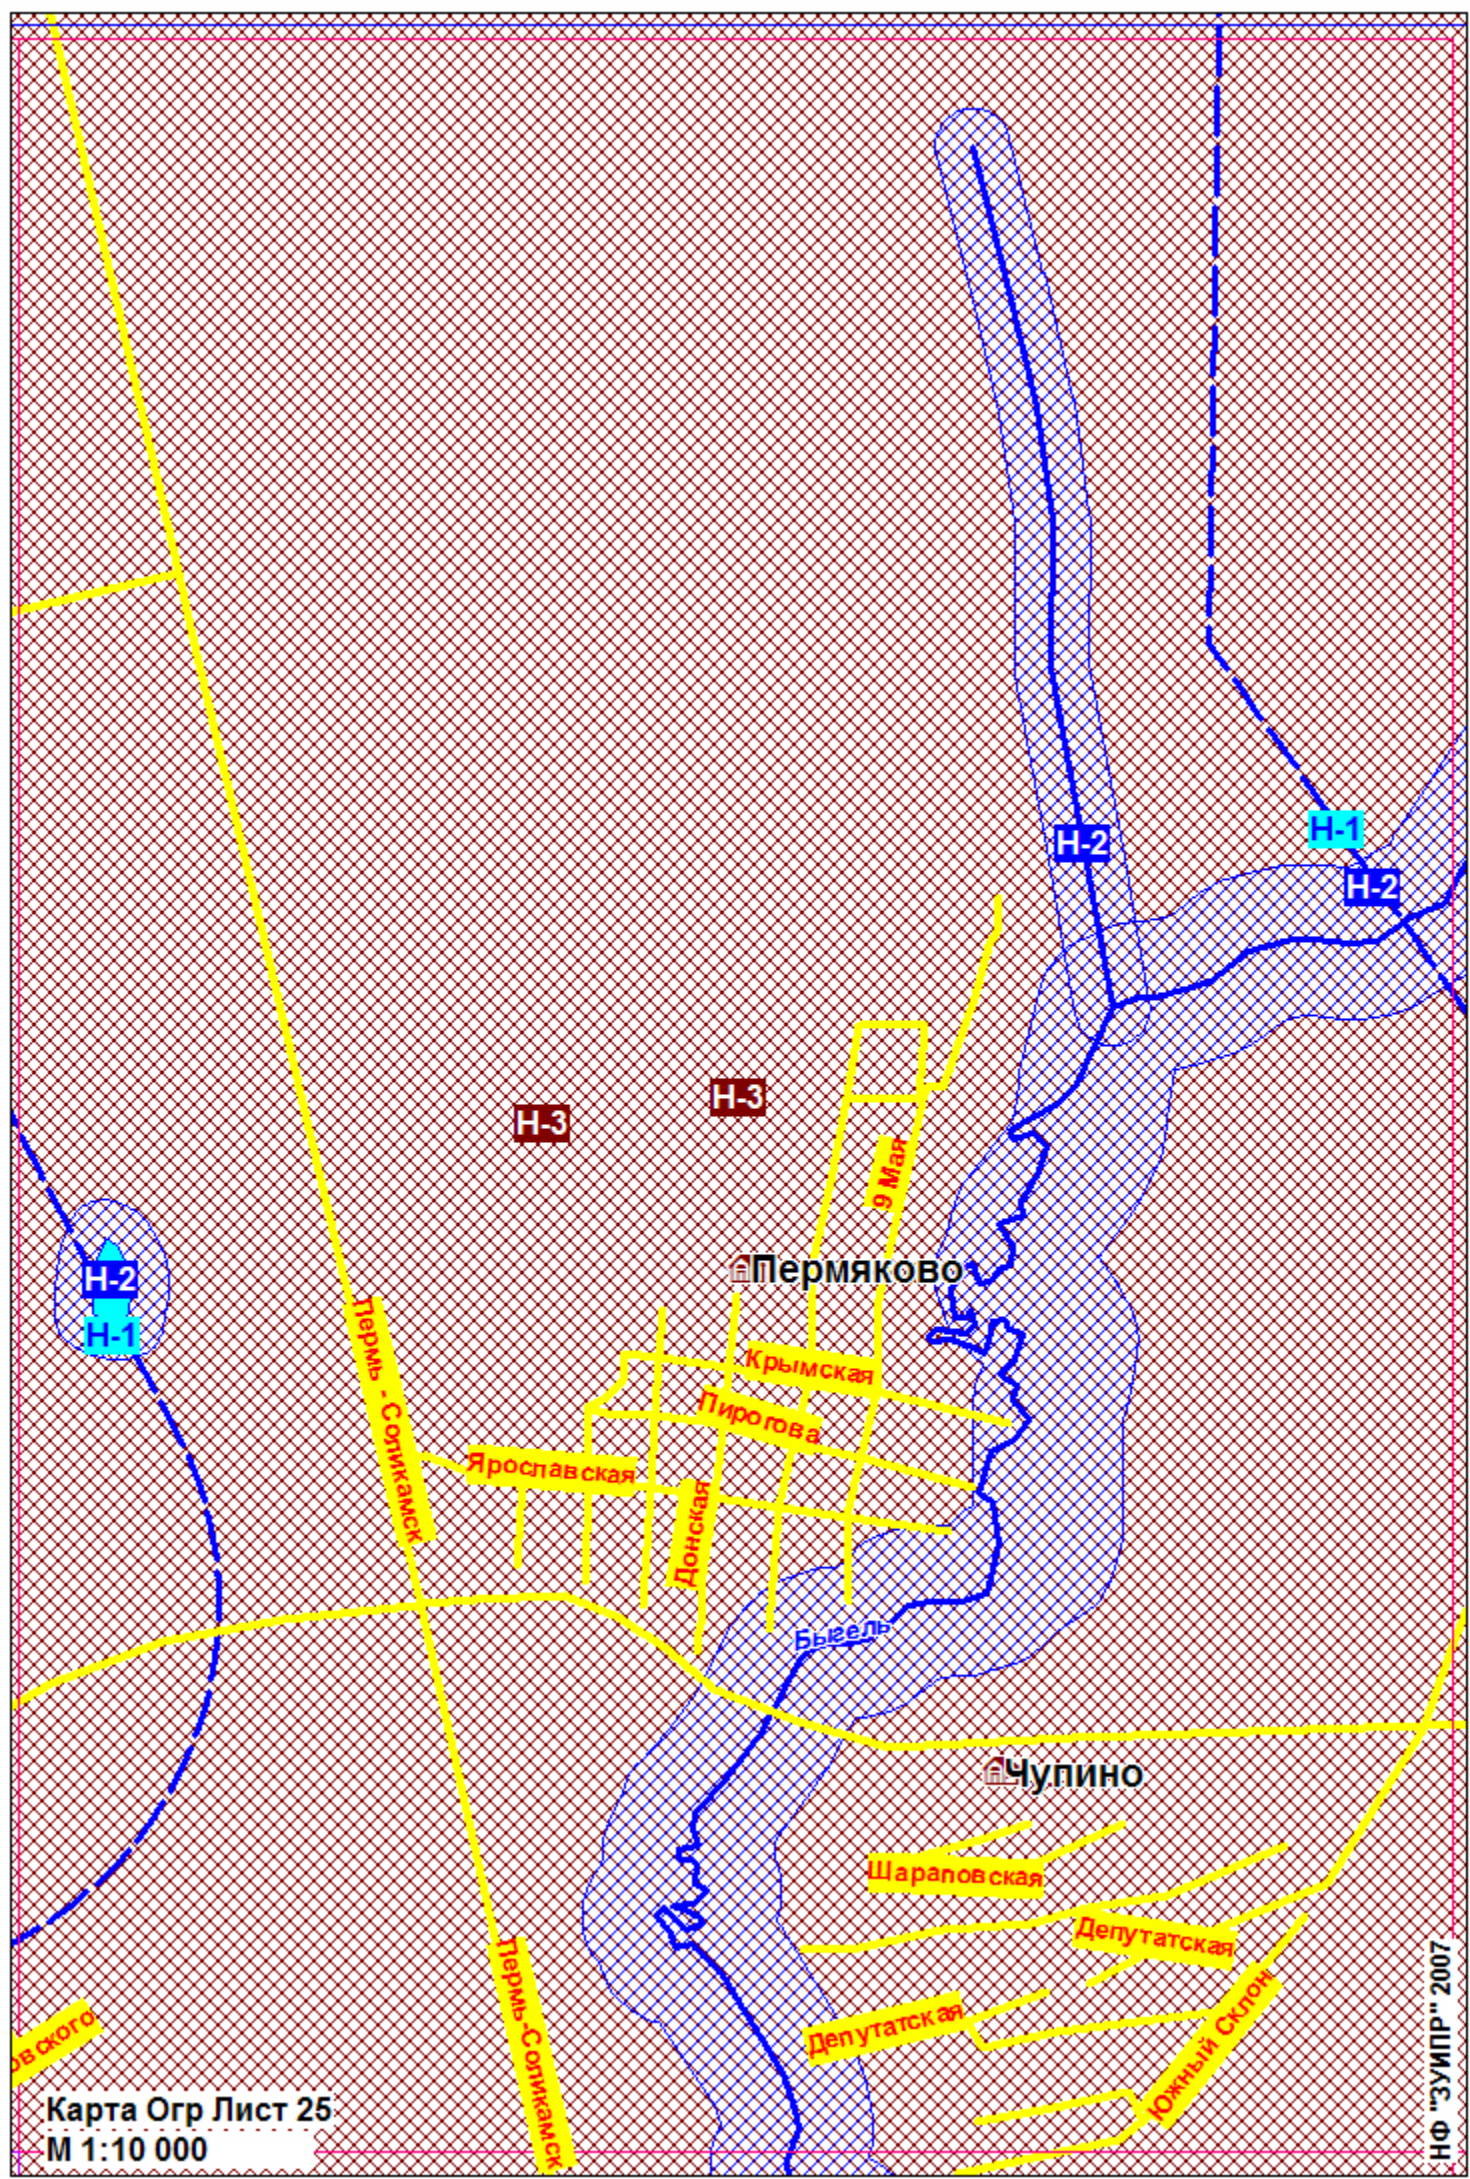 Н-1
Н-2
Н-2
Н-3
Н-3
9 Мая
Пермяково
Н-2
Н-1
Пермь - Соликамск
Крымская
Пирогова
Ярославская
Донская
Быгель
Чупино
Шараповская
Депутатская
Депутатская
Южный Склон
Пермь-Соликамск
овского
Карта Огр Лист 25
М 1:10 000
НФ "ЗУИПР" 2007